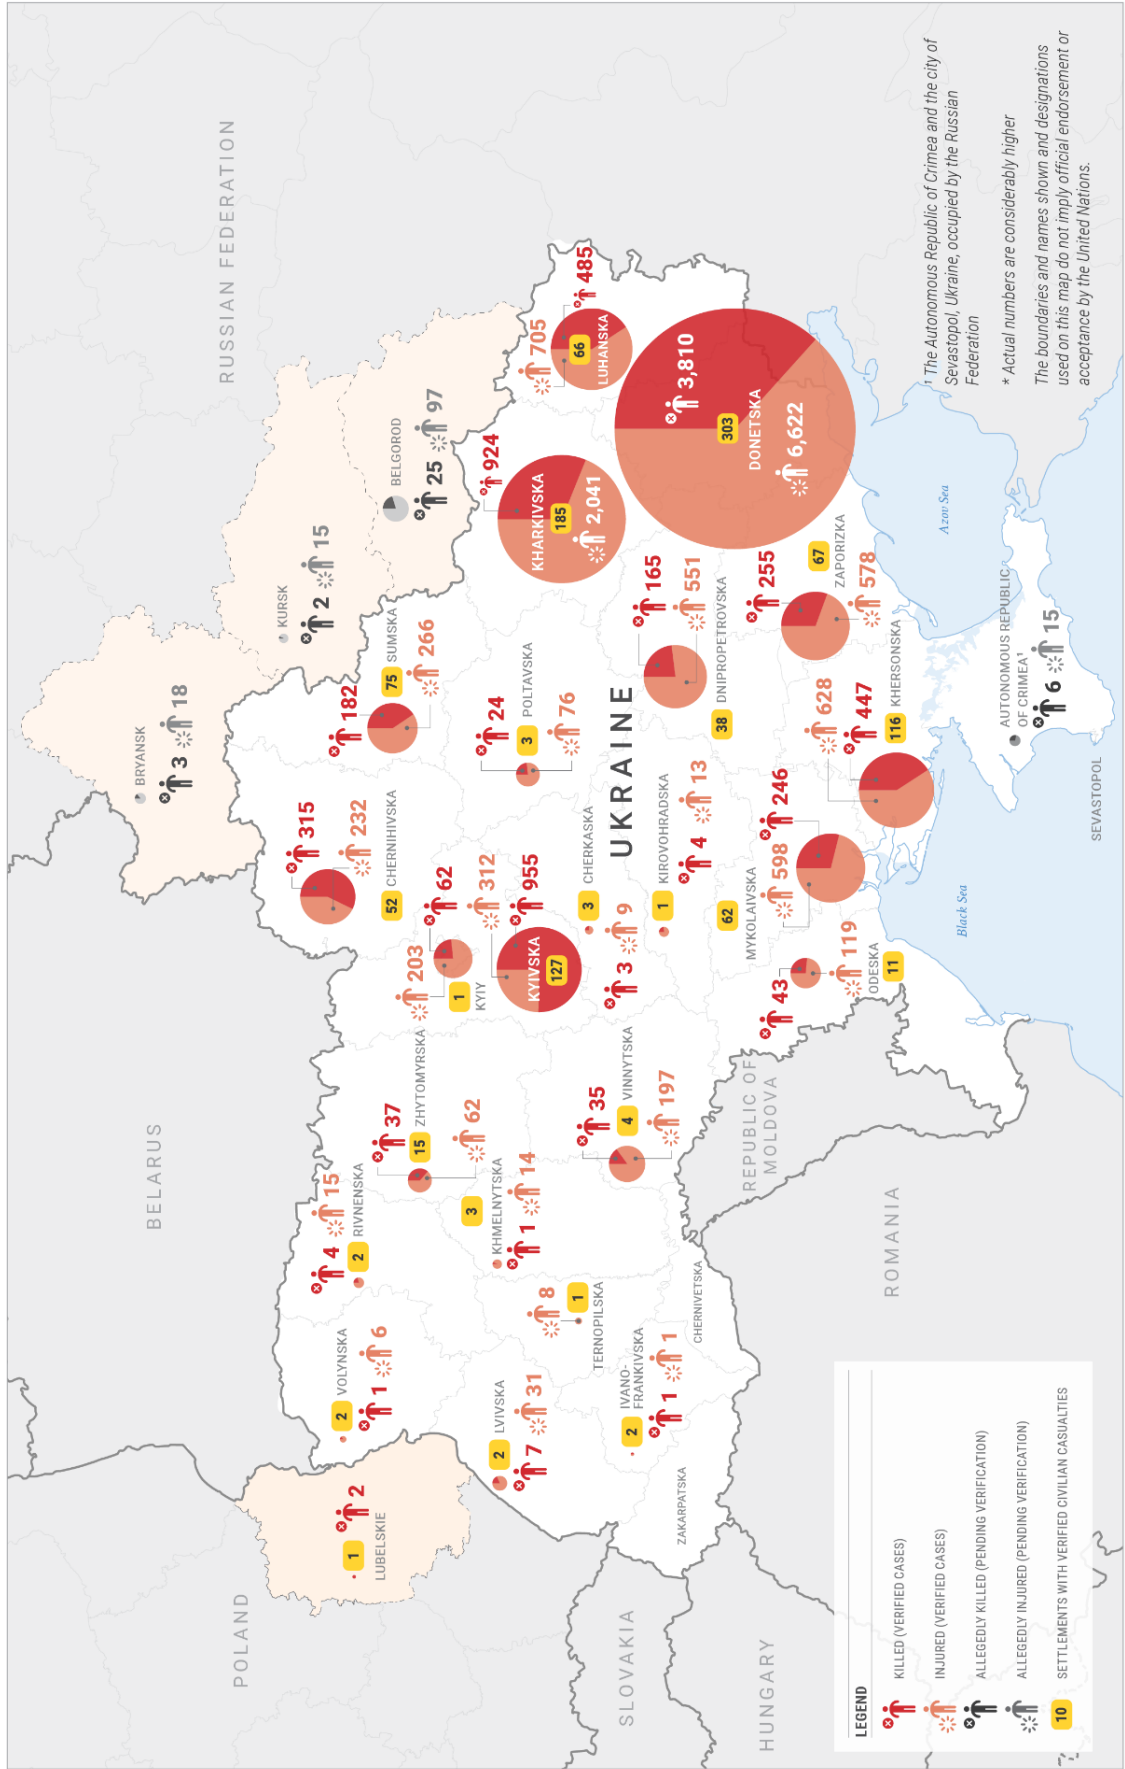 RUSSIAN FEDERATION
BELARUS
POLAND
SLOVAKIA
HUNGARY
ROMANIA
REPUBLIC OF
MOLDOVA
UKRAINE
BRYANSK
3
18
KURSK
2
15
BELGOROD
25
97
LUBELSKIE
1
2
VOLYNSKA
2
1
6
RIVNENSKA
2
4
15
ZHYTOMYRSKA
15
37
62
KYIV
1
62
203
KYIVSKA
127
955
312
CHERNIHIVSKA
52
315
232
SUMSKA
75
182
266
LVIVSKA
2
7
31
TERNOPILSKA
1
8
KHMELNYTSKA
3
1
14
VINNYTSKA
4
35
197
CHERKASKA
3
3
9
POLTAVSKA
3
24
76
KHARKIVSKA
185
924
2,041
LUHANSKA
66
485
705
ZAKARPATSKA
IVANO-
FRANKIVSKA
2
1
1
CHERNIVETSKA
KIROVOHRADSKA
1
4
13
DNIPROPETROVSKA
38
165
551
DONETSKA
303
3,810
6,622
ODESKA
11
43
119
MYKOLAIVSKA
62
246
598
KHERSONSKA
116
447
628
ZAPORIZKA
67
255
578
AUTONOMOUS REPUBLIC
OF CRIMEA¹
6
15
SEVASTOPOL
Black Sea
Azov Sea
LEGEND
KILLED (VERIFIED CASES)
INJURED (VERIFIED CASES)
ALLEGEDLY KILLED (PENDING VERIFICATION)
ALLEGEDLY INJURED (PENDING VERIFICATION)
10
SETTLEMENTS WITH VERIFIED CIVILIAN CASUALTIES
¹ The Autonomous Republic of Crimea and the city of
Sevastopol, Ukraine, occupied by the Russian
Federation
* Actual numbers are considerably higher
The boundaries and names shown and designations
used on this map do not imply official endorsement or
acceptance by the United Nations.